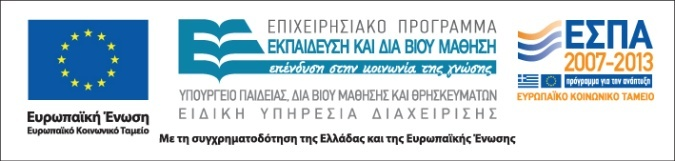 Ευρωπαϊκή Ένωση
Ευρωπαϊκό Κοινωνικό Ταμείο
ΕΠΙΧΕΙΡΗΣΙΑΚΟ ΠΡΟΓΡΑΜΜΑ
ΕΚΠΑΙΔΕΥΣΗ ΚΑΙ ΔΙΑ ΒΙΟΥ ΜΑΘΗΣΗ
επένδυση στην κοινωνία της γνώσης
ΥΠΟΥΡΓΕΙΟ ΠΑΙΔΕΙΑΣ, ΔΙΑ ΒΙΟΥ ΜΑΘΗΣΗΣ ΚΑΙ ΘΡΗΣΚΕΥΜΑΤΩΝ
ΕΙΔΙΚΗ ΥΠΗΡΕΣΙΑ ΔΙΑΧΕΙΡΙΣΗΣ
ΕΣΠΑ
2007-2013
πρόγραμμα για την ανάπτυξη
ΕΥΡΩΠΑΪΚΟ ΚΟΙΝΩΝΙΚΟ ΤΑΜΕΙΟ
Με τη συγχρηματοδότηση της Ελλάδας και της Ευρωπαϊκής Ένωσης